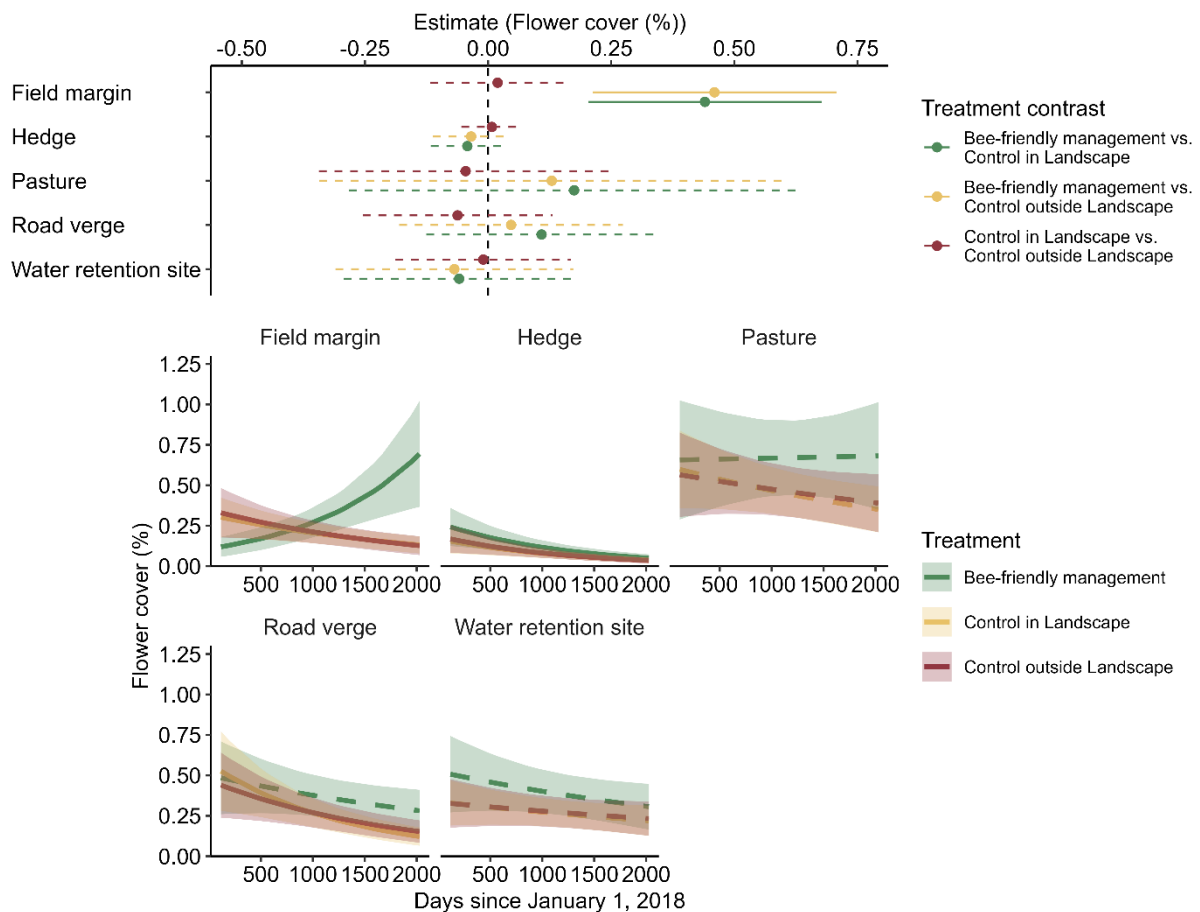 Estimate (Flower cover (%))
-0.50 -0.25 0.00 0.25 0.50 0.75
Field margin
Hedge
Pasture
Road verge
Water retention site
Treatment contrast
Bee-friendly management vs.
Control in Landscape
Bee-friendly management vs.
Control outside Landscape
Control in Landscape vs.
Control outside Landscape
Field margin Hedge Pasture
1.25
1.00
0.75
0.50
0.25
0.00
500 1000 1500 2000 500 1000 1500 2000 500 1000 1500 2000
Flower cover (%)
Road verge Water retention site
1.25
1.00
0.75
0.50
0.25
0.00
500 1000 1500 2000 500 1000 1500 2000
Days since January 1, 2018
Treatment
Bee-friendly management
Control in Landscape
Control outside Landscape